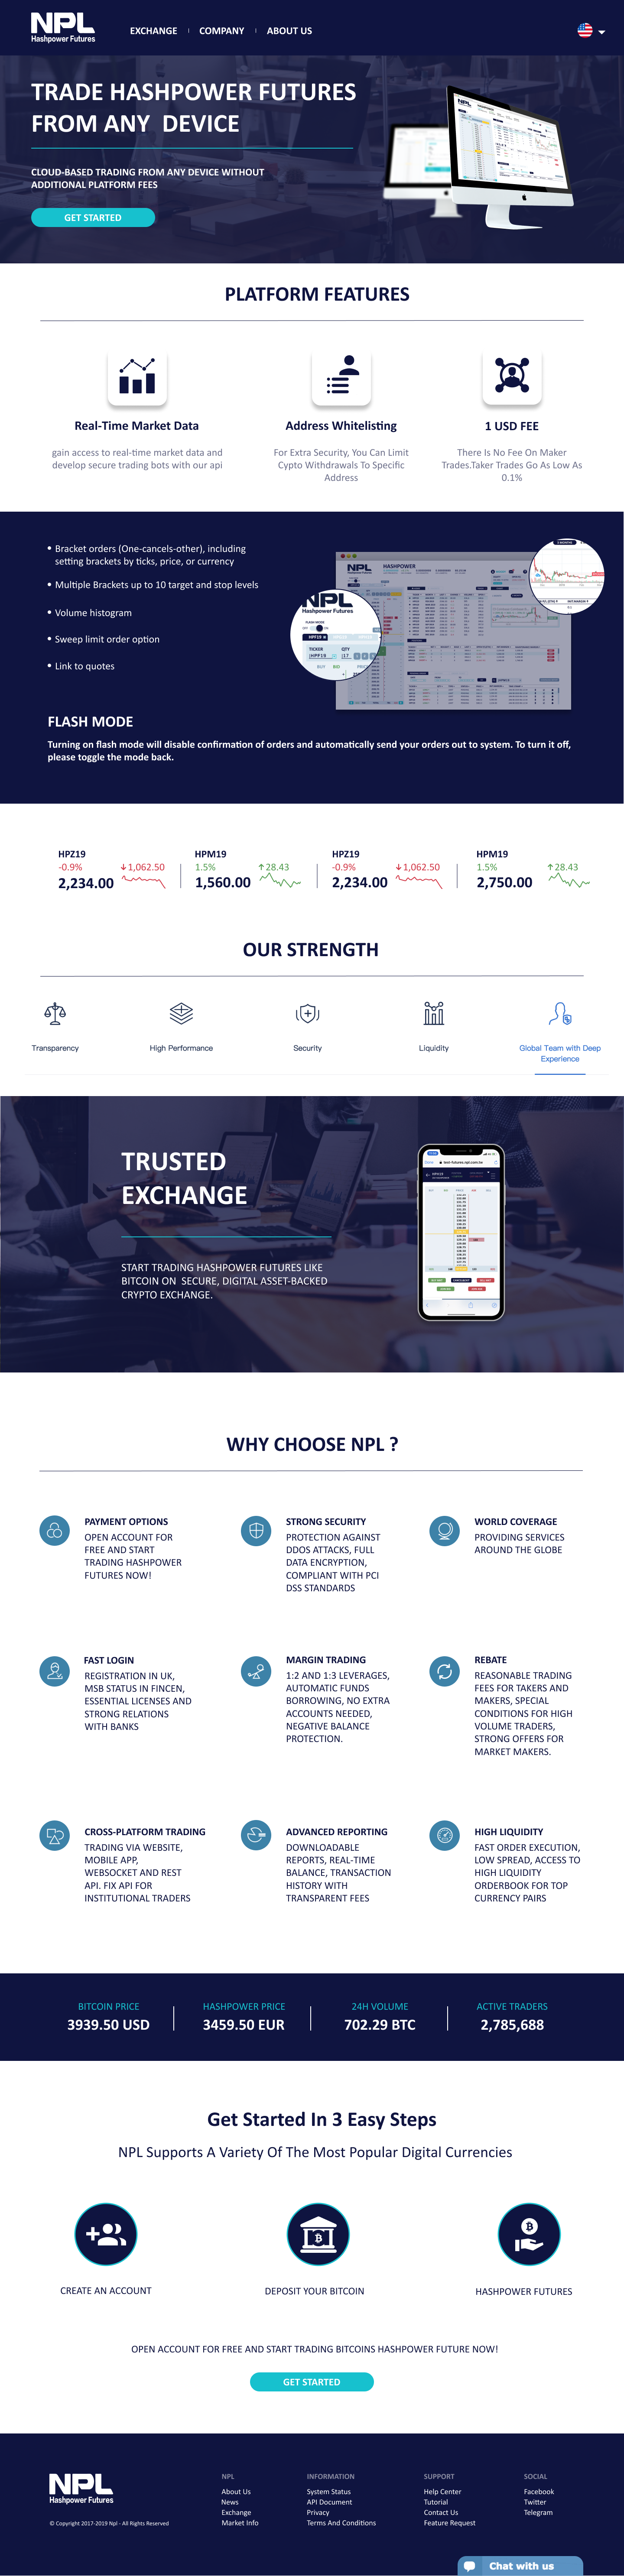 NPL
Hashpower Futures
EXCHANGE
COMPANY
ABOUT US
TRADE HASHPOWER FUTURES
FROM ANY DEVICE
CLOUD-BASED TRADING FROM ANY DEVICE WITHOUT
ADDITIONAL PLATFORM FEES
GET STARTED
PLATFORM FEATURES
Real-Time Market Data
gain access to real-time market data and
develop secure trading bots with our api
Address Whitelisting
For Extra Security, You Can Limit
Cypto Withdrawals To Specific
Address
1 USD FEE
There Is No Fee On Maker
Trades.Taker Trades Go As Low As
0.1%
• Bracket orders (One-cancels-other), including
setting brackets by ticks, price, or currency
• Multiple Brackets up to 10 target and stop levels
• Volume histogram
• Sweep limit order option
• Link to quotes
NPL
HASHPOWER
NPL
Hashpower Futures
FLASH MODE
TICKER
QTY
FLASH MODE
Turning on flash mode will disable confirmation of orders and automatically send your orders out to system. To turn it off,
please toggle the mode back.
HPZ19
-0.9%
1,062.50
2,234.00
HPM19
1.5%
28.43
1,560.00
HPZ19
-0.9%
1,062.50
2,234.00
HPM19
1.5%
28.43
2,750.00
OUR STRENGTH
Transparency
High Performance
Security
Liquidity
Global Team with Deep
Experience
TRUSTED
EXCHANGE
START TRADING HASHPOWER FUTURES LIKE
BITCOIN ON SECURE, DIGITAL ASSET-BACKED
CRYPTO EXCHANGE.
WHY CHOOSE NPL ?
PAYMENT OPTIONS
OPEN ACCOUNT FOR
FREE AND START
TRADING HASHPOWER
FUTURES NOW!
STRONG SECURITY
PROTECTION AGAINST
DDOS ATTACKS, FULL
DATA ENCRYPTION,
COMPLIANT WITH PCI
DSS STANDARDS
WORLD COVERAGE
PROVIDING SERVICES
AROUND THE GLOBE
FAST LOGIN
REGISTRATION IN UK,
MSB STATUS IN FINCEN,
ESSENTIAL LICENSES AND
STRONG RELATIONS
WITH BANKS
MARGIN TRADING
1:2 AND 1:3 LEVERAGES,
AUTOMATIC FUNDS
BORROWING, NO EXTRA
ACCOUNTS NEEDED,
NEGATIVE BALANCE
PROTECTION.
REBATE
REASONABLE TRADING
FEES FOR TAKERS AND
MAKERS, SPECIAL
CONDITIONS FOR HIGH
VOLUME TRADERS,
STRONG OFFERS FOR
MARKET MAKERS.
CROSS-PLATFORM TRADING
TRADING VIA WEBSITE,
MOBILE APP,
WEBSOCKET AND REST
API. FIX API FOR
INSTITUTIONAL TRADERS
ADVANCED REPORTING
DOWNLOADABLE
REPORTS, REAL-TIME
BALANCE, TRANSACTION
HISTORY WITH
TRANSPARENT FEES
HIGH LIQUIDITY
FAST ORDER EXECUTION,
LOW SPREAD, ACCESS TO
HIGH LIQUIDITY
ORDERBOOK FOR TOP
CURRENCY PAIRS
BITCOIN PRICE
3939.50 USD
HASHPOWER PRICE
3459.50 EUR
24H VOLUME
702.29 BTC
ACTIVE TRADERS
2,785,688
Get Started In 3 Easy Steps
NPL Supports A Variety Of The Most Popular Digital Currencies
CREATE AN ACCOUNT
DEPOSIT YOUR BITCOIN
HASHPOWER FUTURES
OPEN ACCOUNT FOR FREE AND START TRADING BITCOINS HASHPOWER FUTURE NOW!
GET STARTED
NPL
Hashpower Futures
© Copyright 2017-2019 Npl - All Rights Reserved
NPL
About Us
News
Exchange
Market Info
INFORMATION
System Status
API Document
Privacy
Terms And Conditions
SUPPORT
Help Center
Tutorial
Contact Us
Feature Request
SOCIAL
Facebook
Twitter
Telegram
Chat with us